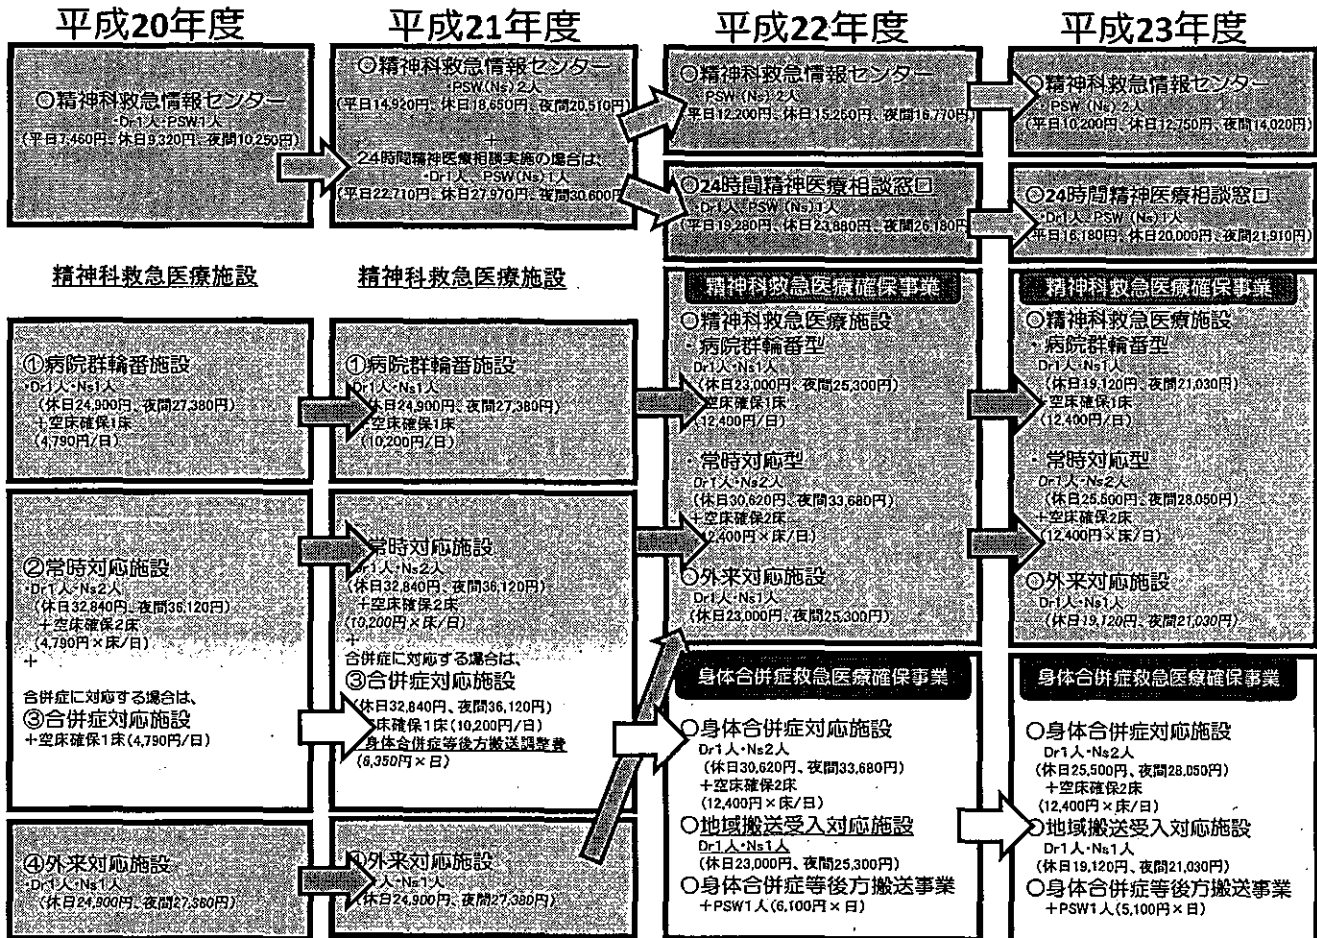 平成20年度
◎精神科救急情報センター
・Dr1人・PSW1人
(平日7,460円、休日9,320円、夜間10,250円)
精神科救急医療施設
①病院群輪番施設
・Dr1人・Ns1人
(休日24,900円、夜間27,380円)
＋空床確保1床
(4,790円/日)
②常時対応施設
・Dr1人・Ns2人
(休日32,840円、夜間36,120円)
＋空床確保2床
(4,790円×床/日)
＋
合併症に対応する場合は、
③合併症対応施設
＋空床確保1床(4,790円/日)
④外来対応施設
・Dr1人・Ns1人
(休日24,900円、夜間27,380円)
平成21年度
◎精神科救急情報センター
・PSW(Ns)2人
(平日14,920円、休日18,650円、夜間20,510円)
＋
24時間精神医療相談実施の場合は、
・Dr1人、PSW(Ns)1人
(平日22,710円、休日27,970円、夜間30,600円)
精神科救急医療施設
①病院群輪番施設
Dr1人・Ns1人
(休日24,900円、夜間27,380円)
空床確保1床
(10,200円/日)
常時対応施設
Dr1人・Ns2人
(休日32,840円、夜間36,120円)
＋空床確保2床
(10,200円×床/日)
＋
合併症に対応する場合は、
③合併症対応施設
(休日32,840円、夜間36,120円)
床確保1床(10,200円/日)
身体合併症等後方搬送調整費
(6,350円×日)
外来対応施設
人・Ns1人
(休日24,900円、夜間27,380円)
平成22年度
◎精神科救急情報センター
・PSW(Ns)2人
(平日12,200円、休日15,250円、夜間16,770円)
◎24時間精神医療相談窓口
・Dr1人、PSW(Ns)1人
(平日19,280円、休日23,880円、夜間26,180円)
精神科救急医療確保事業
◎精神科救急医療施設
・病院群輪番型
Dr1人・Ns1人
(休日23,000円、夜間25,300円)
空床確保1床
(12,400円/日)
・常時対応型
Dr1人・Ns2人
(休日30,620円、夜間33,680円)
＋空床確保2床
(12,400円×床/日)
◎外来対応施設
Dr1人・Ns1人
(休日23,000円、夜間25,300円)
身体合併症救急医療確保事業
○身体合併症対応施設
Dr1人・Ns2人
(休日30,620円、夜間33,680円)
＋空床確保2床
(12,400円×床/日)
○地域搬送受入対応施設
Dr1人・Ns1人
(休日23,000円、夜間25,300円)
○身体合併症等後方搬送事業
＋PSW1人(6,100円×日)
平成23年度
◎精神科救急情報センター
・PSW(Ns)2人
(平日10,200円、休日12,750円、夜間14,020円)
◎24時間精神医療相談窓口
・Dr1人、PSW(Ns)1人
(平日16,180円、休日20,000円、夜間21,910円)
精神科救急医療確保事業
◎精神科救急医療施設
・病院群輪番型
Dr1人・Ns1人
(休日19,120円、夜間21,030円)
空床確保1床
(12,400円/日)
・常時対応型
Dr1人・Ns2人
(休日25,500円、夜間28,050円)
＋空床確保2床
(12,400円×床/日)
◎外来対応施設
Dr1人・Ns1人
(休日19,120円、夜間21,030円)
身体合併症救急医療確保事業
○身体合併症対応施設
Dr1人・Ns2人
(休日25,500円、夜間28,050円)
＋空床確保2床
(12,400円×床/日)
○地域搬送受入対応施設
Dr1人・Ns1人
(休日19,120円、夜間21,030円)
○身体合併症等後方搬送事業
＋PSW1人(5,100円×日)